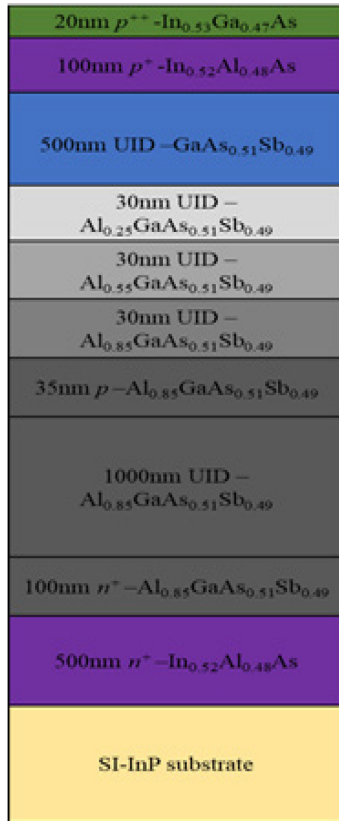 20nm p⁺⁺-In₀.₅₃Ga₀.₄₇As
100nm p⁺-In₀.₅₂Al₀.₄₈As
500nm UID –GaAs₀.₅₁Sb₀.₄₉
30nm UID –
Al₀.₂₅GaAs₀.₅₁Sb₀.₄₉
30nm UID –
Al₀.₅₅GaAs₀.₅₁Sb₀.₄₉
30nm UID –
Al₀.₈₅GaAs₀.₅₁Sb₀.₄₉
35nm p–Al₀.₈₅GaAs₀.₅₁Sb₀.₄₉
1000nm UID –
Al₀.₈₅GaAs₀.₅₁Sb₀.₄₉
100nm n⁺–Al₀.₈₅GaAs₀.₅₁Sb₀.₄₉
500nm n⁺–In₀.₅₂Al₀.₄₈As
SI-InP substrate